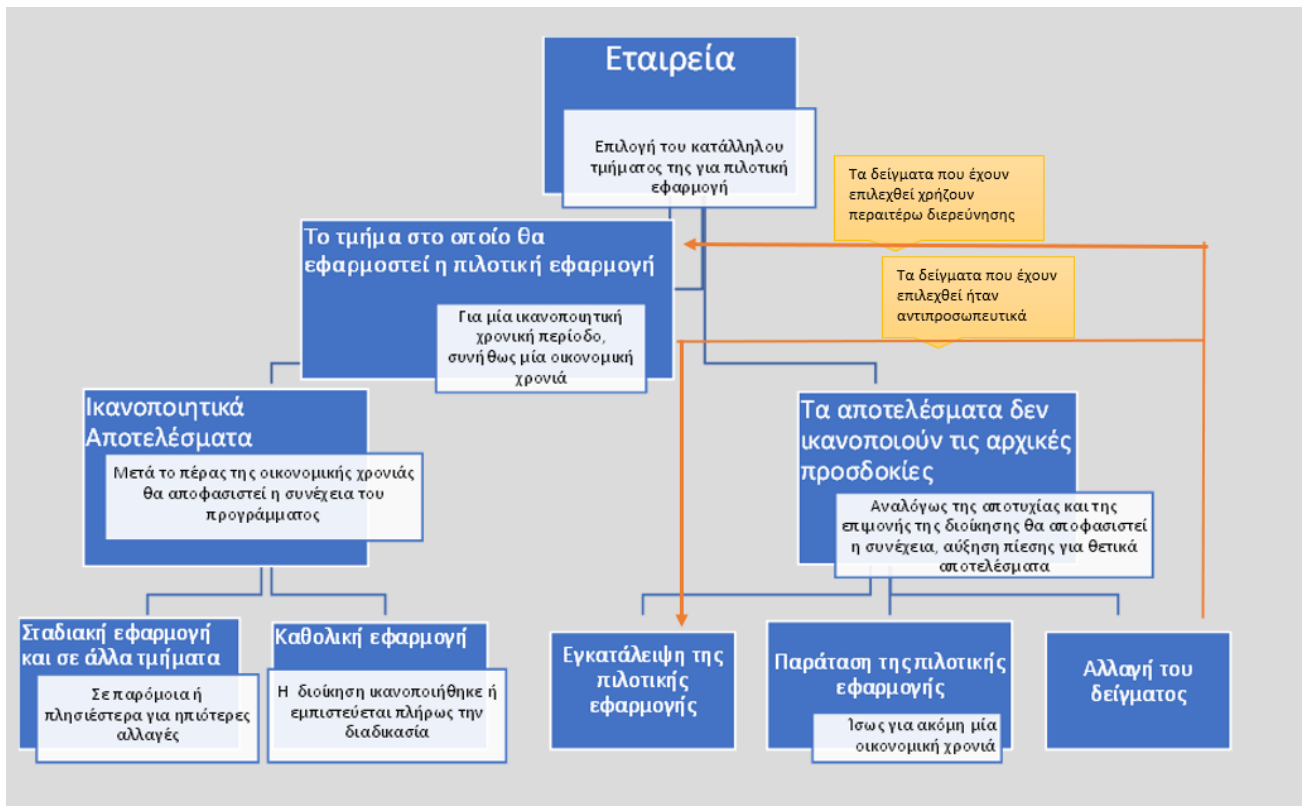 Εταιρεία
Επιλογή του κατάλληλου
τμήματος της για πιλοτική
εφαρμογή
Τα δείγματα που έχουν
επιλεχθεί χρήζουν
περαιτέρω διερεύνησης
Το τμήμα στο οποίο θα
εφαρμοστεί η πιλοτική εφαρμογή
Για μία ικανοποιητική
χρονική περίοδο,
συνήθως μία οικονομική
χρονιά
Τα δείγματα που έχουν
επιλεχθεί ήταν
αντιπροσωπευτικά
Ικανοποιητικά
Αποτελέσματα
Μετά το πέρας της οικονομικής χρονιάς
θα αποφασιστεί η συνέχεια του
προγράμματος
Τα αποτελέσματα δεν
ικανοποιούν τις αρχικές
προσδοκίες
Αναλόγως της αποτυχίας και της
επιμονής της διοίκησης θα αποφασιστεί
η συνέχεια, αύξηση πίεσης για θετικά
αποτελέσματα
Σταδιακή εφαρμογή
και σε άλλα τμήματα
Σε παρόμοια ή
πλησιέστερα για ηπιότερες
αλλαγές
Καθολική εφαρμογή
Η διοίκηση ικανοποιήθηκε ή
εμπιστεύεται πλήρως την
διαδικασία
Εγκατάλειψη της
πιλοτικής
εφαρμογής
Παράταση της πιλοτικής
εφαρμογής
Ίσως για ακόμη μία
οικονομική χρονιά
Αλλαγή του
δείγματος